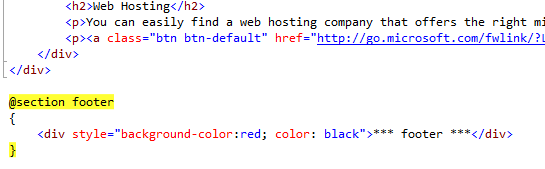 <h2>Web Hosting</h2>
<p>You can easily find a web hosting company that offers the right mi
<p><a class="btn btn-default" href="http://go.microsoft.com/fwlink/?L
</div>
</div>
@section footer
{
<div style="background-color:red; color: black">*** footer ***</div>
}